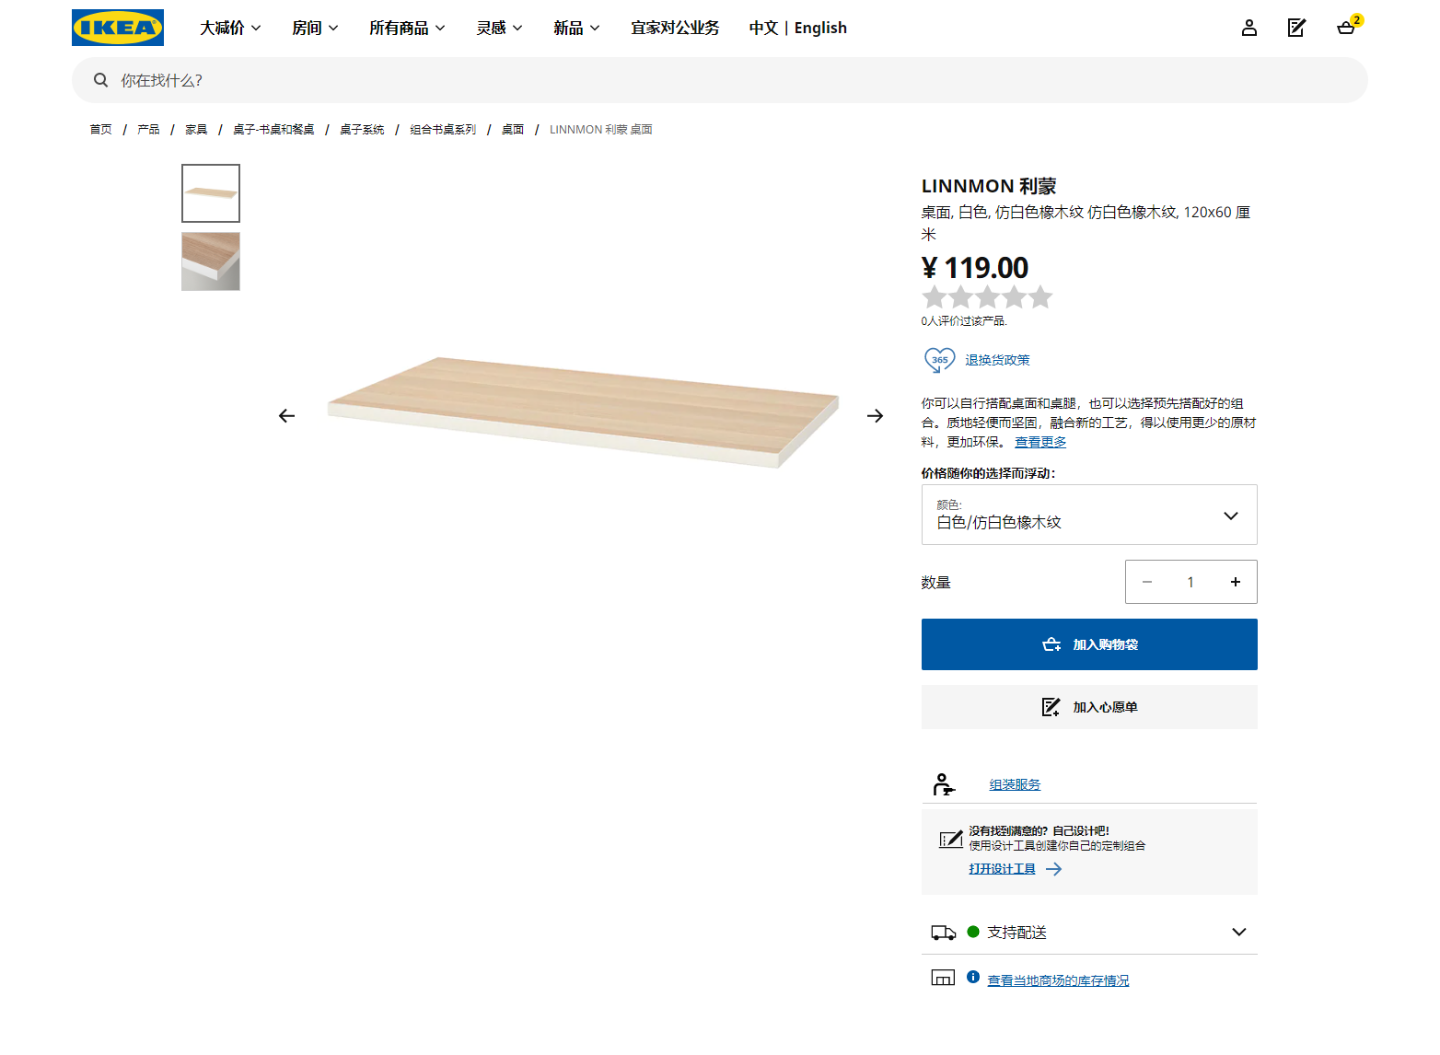 IKEA
大减价
房间
所有商品
灵感
新品
宜家对公业务
中文 | English
2
你在找什么?
首页 / 产品 / 家具 / 桌子-书桌和餐桌 / 桌子系统 / 组合书桌系列 / 桌面 / LINNMON 利蒙 桌面
LINNMON 利蒙
桌面, 白色, 仿白色橡木纹 仿白色橡木纹, 120x60 厘
米
¥ 119.00
0人评价过该产品.
365 退换货政策
你可以自行搭配桌面和桌腿，也可以选择预先搭配好的组
合。质地轻便而坚固，融合新的工艺，得以使用更少的原材
料，更加环保。 查看更多
价格随你的选择而浮动：
颜色:
白色/仿白色橡木纹
数量
1
加入购物袋
加入心愿单
组装服务
没有找到满意的？自己设计吧！
使用设计工具创建你自己的定制组合
打开设计工具
支持配送
查看当地商场的库存情况